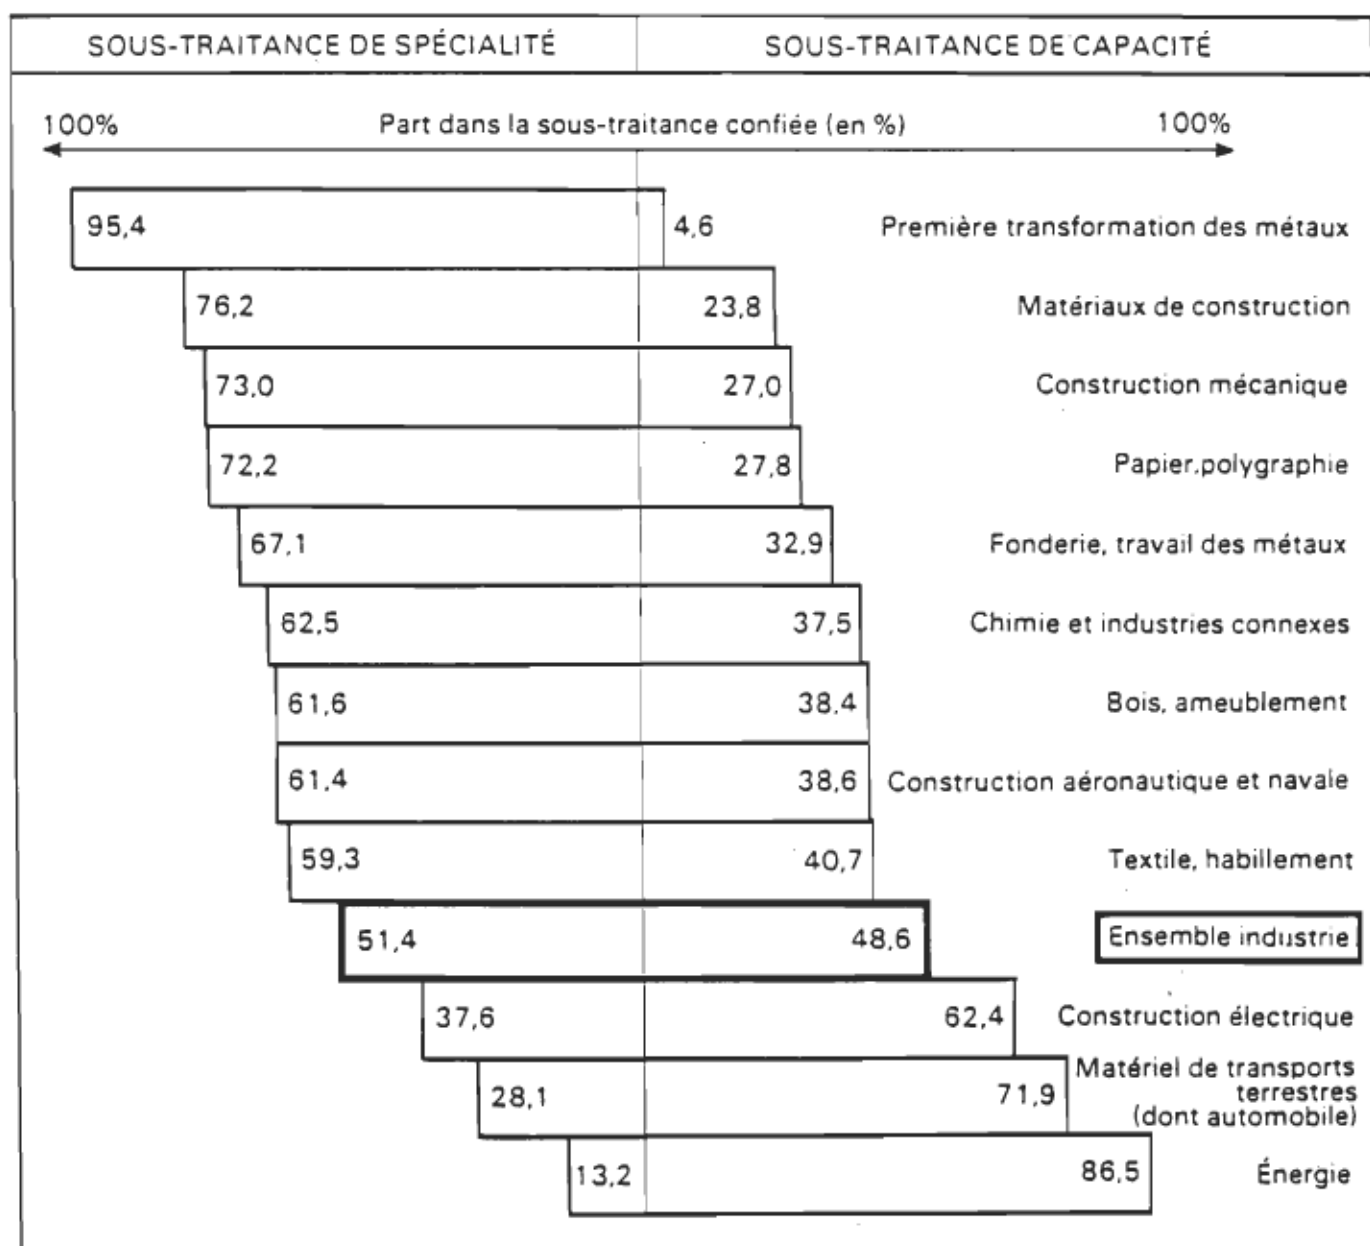 SOUS-TRAITANCE DE SPÉCIALITÉ SOUS-TRAITANCE DE CAPACITÉ
100% Part dans la sous-traitance confiée (en %) 100%
95,4 4,6 Première transformation des métaux
76,2 23,8 Matériaux de construction
73,0 27,0 Construction mécanique
72,2 27,8 Papier.polygraphie
67,1 32,9 Fonderie, travail des métaux
62,5 37,5 Chimie et industries connexes
61,6 38,4 Bois, ameublement
61,4 38,6 Construction aéronautique et navale
59,3 40,7 Textile, habillement
51,4 48,6 Ensemble industrie
37,6 62,4 Construction électrique
28,1 71,9 Matériel de transports
terrestres
(dont automobile)
13,2 86,5 Énergie